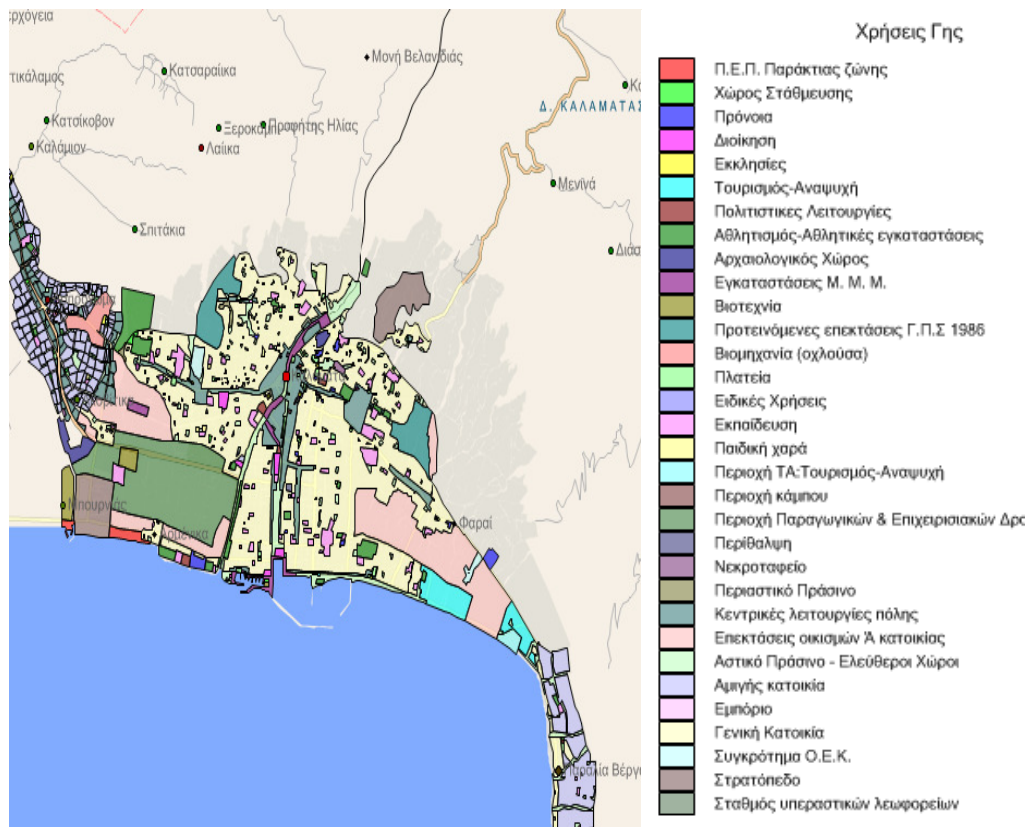 Κατσαραίικα
Μονή Βελανιδιάς
Δ. ΚΑΛΑΜΑΤΑΣ
Κατσίκοβον
Προφήτης Ηλίας
Καλάμιον
Λαίικα
Μενινά
Σπιτάκια
Φαραί
Μπουρνιάς
Παραλία Βέργας
Χρήσεις Γης
Π.Ε.Π. Παράκτιας ζώνης
Χώρος Στάθμευσης
Πρόνοια
Διοίκηση
Εκκλησίες
Τουρισμός-Αναψυχή
Πολιτιστικες Λειτουργίες
Αθλητισμός-Αθλητικές εγκαταστάσεις
Αρχαιολογικός Χώρος
Εγκαταστάσεις Μ. Μ. Μ.
Βιοτεχνία
Προτεινόμενες επεκτάσεις Γ.Π.Σ 1986
Βιομηχανία (οχλούσα)
Πλατεία
Ειδικές Χρήσεις
Εκπαίδευση
Παιδική χαρά
Περιοχή ΤΑ:Τουρισμός-Αναψυχή
Περιοχή κάμπου
Περιοχή Παραγωγικών & Επιχειρισιακών Δρα
Περίθαλψη
Νεκροταφείο
Περιαστικό Πράσινο
Κεντρικές λειτουργίες πόλης
Επεκτάσεις οικισμών Ά κατοικίας
Αστικό Πράσινο - Ελεύθεροι Χώροι
Αμιγής κατοικία
Εμπόριο
Γενική Κατοικία
Συγκρότημα Ο.Ε.Κ.
Στρατόπεδο
Σταθμός υπεραστικών λεωφορείων